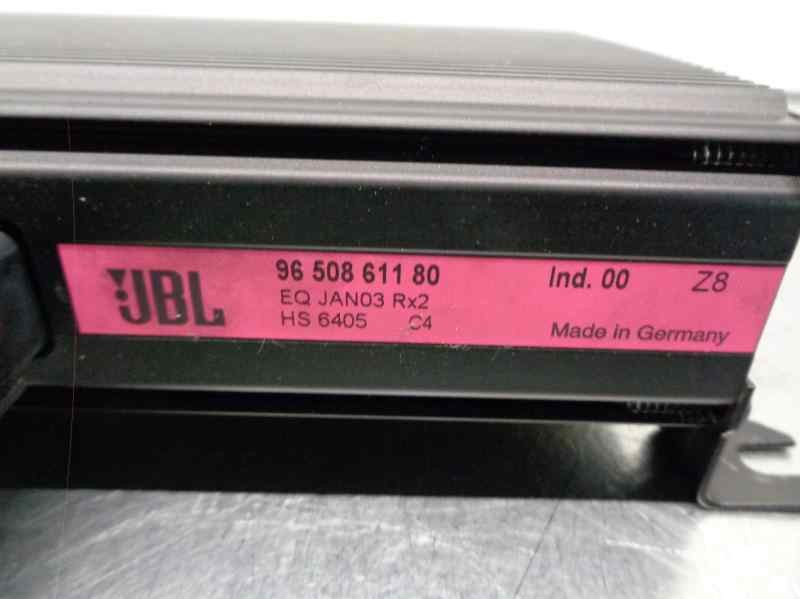 JBL
96 508 611 80 Ind. 00 Z8
EQ JAN03 Rx2
HS 6405 C4
Made in Germany